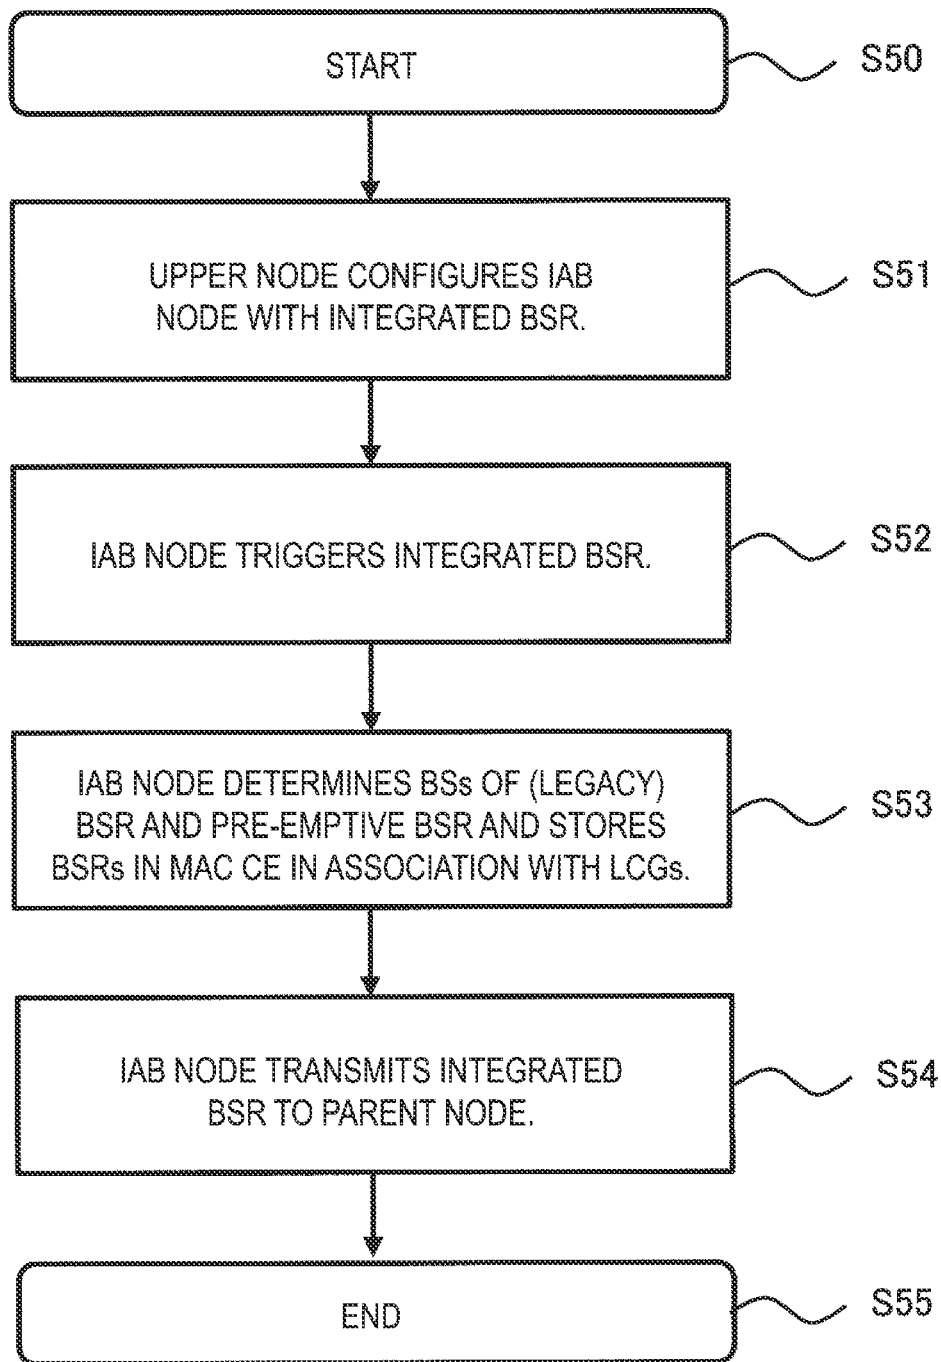 START
S50
UPPER NODE CONFIGURES IAB
NODE WITH INTEGRATED BSR.
S51
IAB NODE TRIGGERS INTEGRATED BSR.
S52
IAB NODE DETERMINES BSs OF (LEGACY)
BSR AND PRE-EMPTIVE BSR AND STORES
BSRs IN MAC CE IN ASSOCIATION WITH LCGs.
S53
IAB NODE TRANSMITS INTEGRATED
BSR TO PARENT NODE.
S54
END
S55